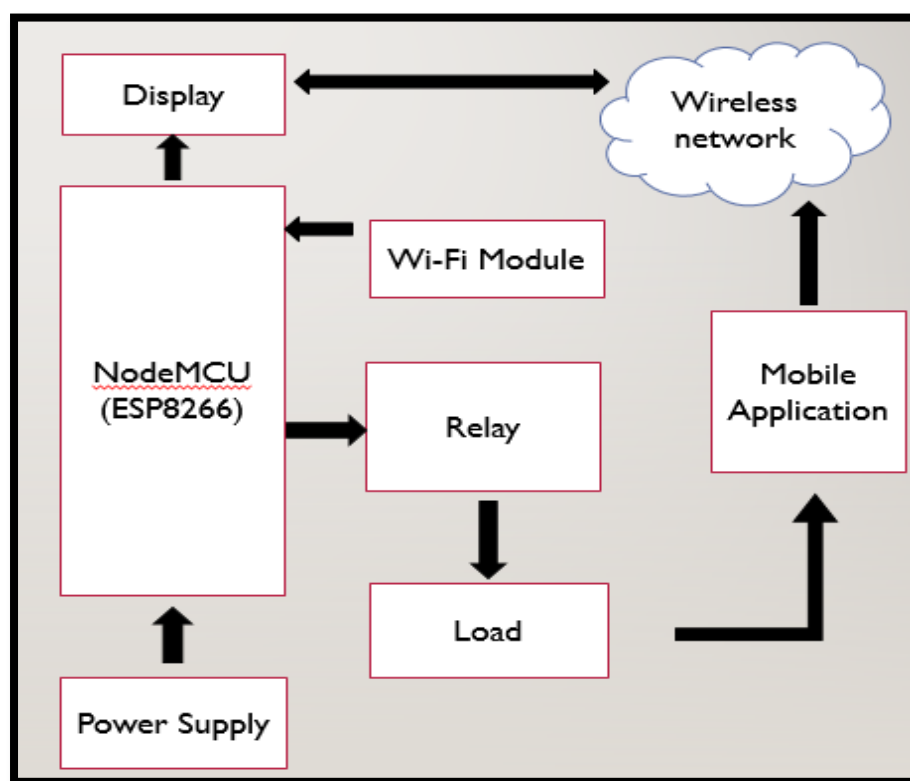 Display
Wireless
network
Wi-Fi Module
NodeMCU
(ESP8266)
Relay
Mobile
Application
Load
Power Supply